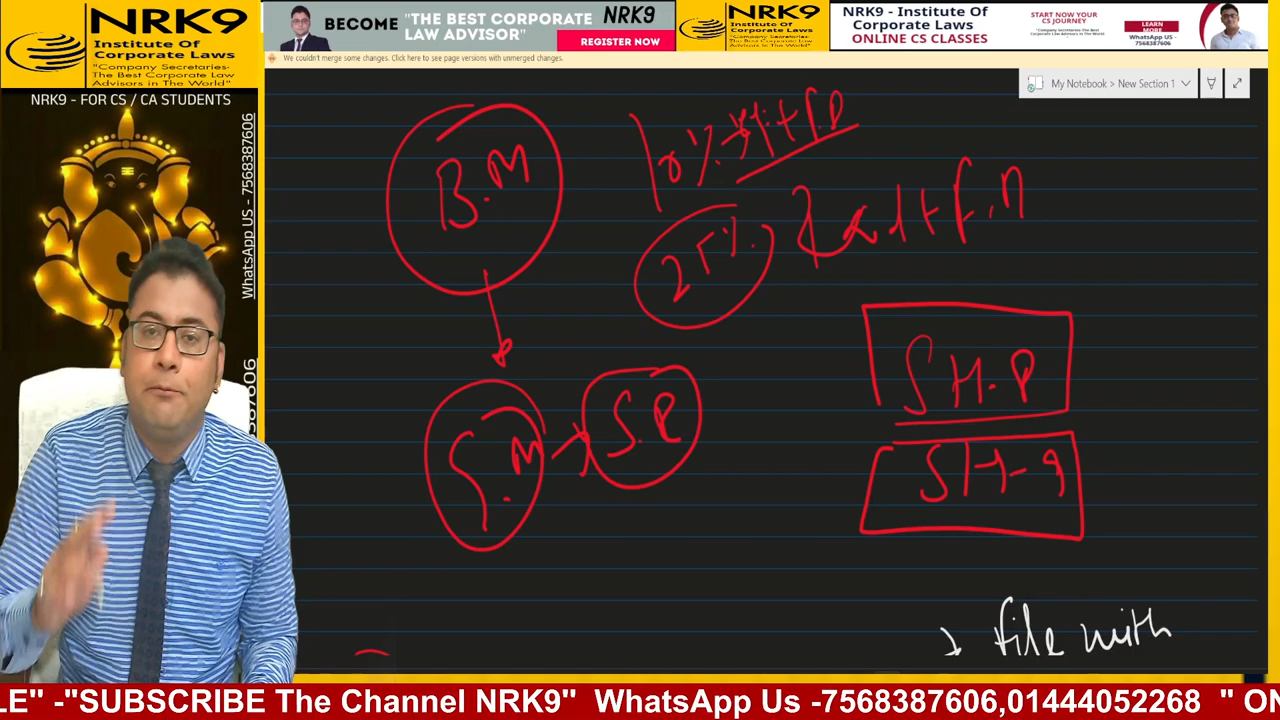 NRK9
Institute Of
Corporate Laws
"Company Secretaries-
The Best Corporate Law
Advisors in The World"
NRK9 - FOR CS / CA STUDENTS
WhatsApp US - 7568387606
BECOME "THE BEST CORPORATE LAW ADVISOR"
NRK9
REGISTER NOW
NRK9
Institute Of
Corporate Laws
NRK9 - Institute Of
Corporate Laws
ONLINE CS CLASSES
START NOW YOUR
CS JOURNEY
LEARN
MORE
WhatsApp US -
7568387606
We couldn't merge some changes. Click here to see page versions with unmerged changes.
My Notebook > New Section 1
B.M
25%
S.M
S.R
SH-8
SH-9
file with
LE" -"SUBSCRIBE The Channel NRK9" WhatsApp Us -7568387606,01444052268 " ON